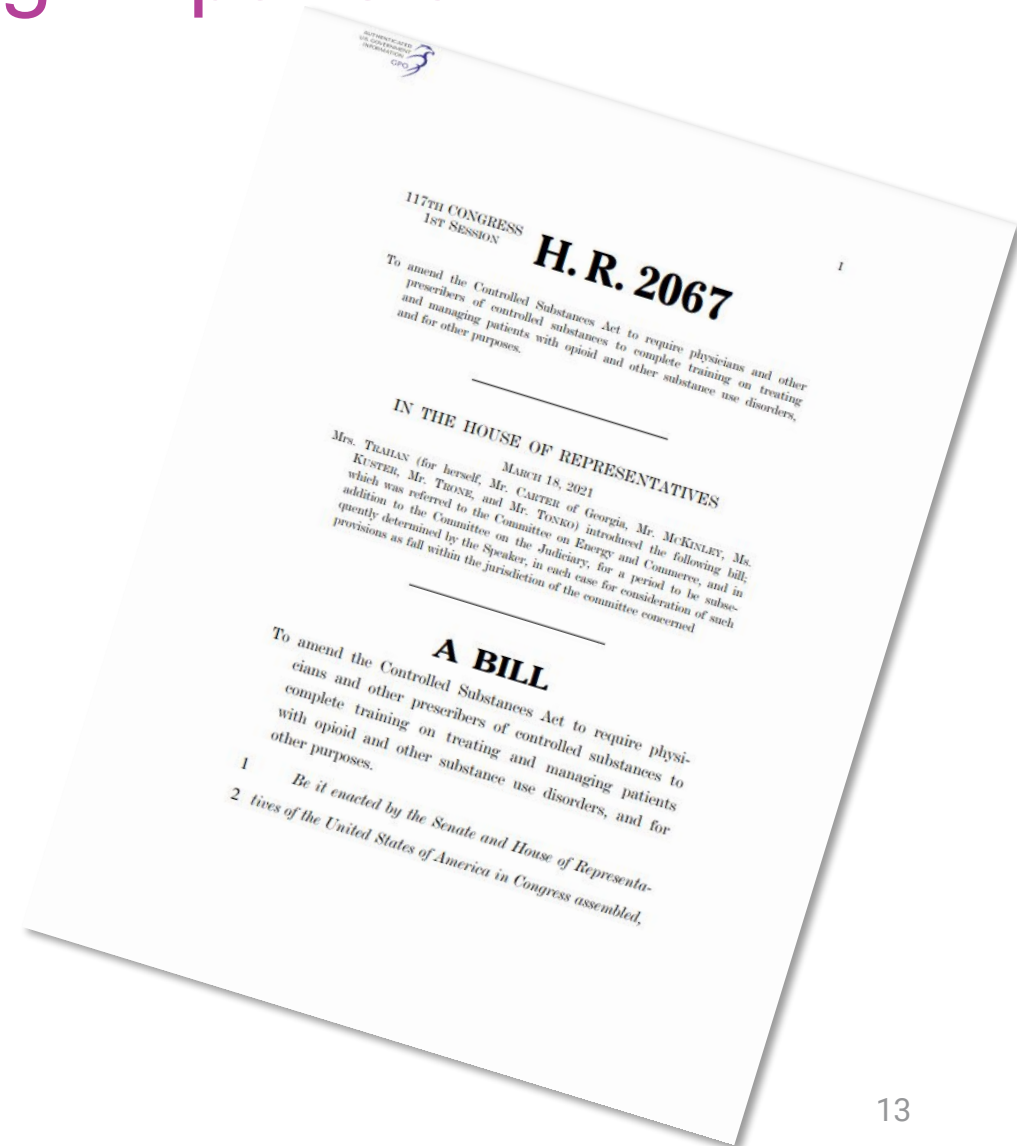 AUTHENTICATED
U.S. GOVERNMENT
INFORMATION
GPO
I
117TH CONGRESS
1ST SESSION
H. R. 2067
To amend the Controlled Substances Act to require physicians and other
prescribers of controlled substances to complete training on treating
and managing patients with opioid and other substance use disorders,
and for other purposes.
IN THE HOUSE OF REPRESENTATIVES
MARCH 18, 2021
Mrs. TRAHAN (for herself, Mr. CARTER of Georgia, Mr. MCKINLEY, Ms.
KUSTER, Mr. TRONE, and Mr. TONKO) introduced the following bill;
which was referred to the Committee on Energy and Commerce, and in
addition to the Committee on the Judiciary, for a period to be subse-
quently determined by the Speaker, in each case for consideration of such
provisions as fall within the jurisdiction of the committee concerned
A BILL
To amend the Controlled Substances Act to require physi-
cians and other prescribers of controlled substances to
complete training on treating and managing patients
with opioid and other substance use disorders, and for
other purposes.
1 Be it enacted by the Senate and House of Representa-
2 tives of the United States of America in Congress assembled,
13